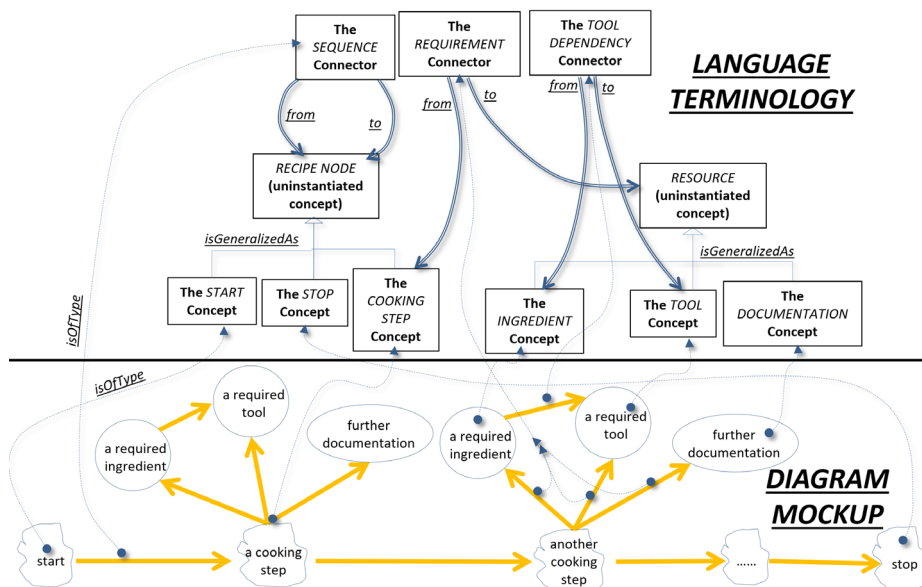 The
SEQUENCE
Connector
The
REQUIREMENT
Connector
The TOOL
DEPENDENCY
Connector
LANGUAGE
TERMINOLOGY
from
to
from
to
from
to
RECIPE NODE
(uninstantiated
concept)
RESOURCE
(uninstantiated
concept)
isGeneralizedAs
isGeneralizedAs
The START
Concept
The STOP
Concept
The
COOKING
STEP
Concept
The
INGREDIENT
Concept
The TOOL
Concept
The
DOCUMENTATION
Concept
isOfType
isOfType
a required
tool
a required
ingredient
further
documentation
a required
ingredient
a required
tool
further
documentation
DIAGRAM
MOCKUP
start
a cooking
step
another
cooking
step
......
stop